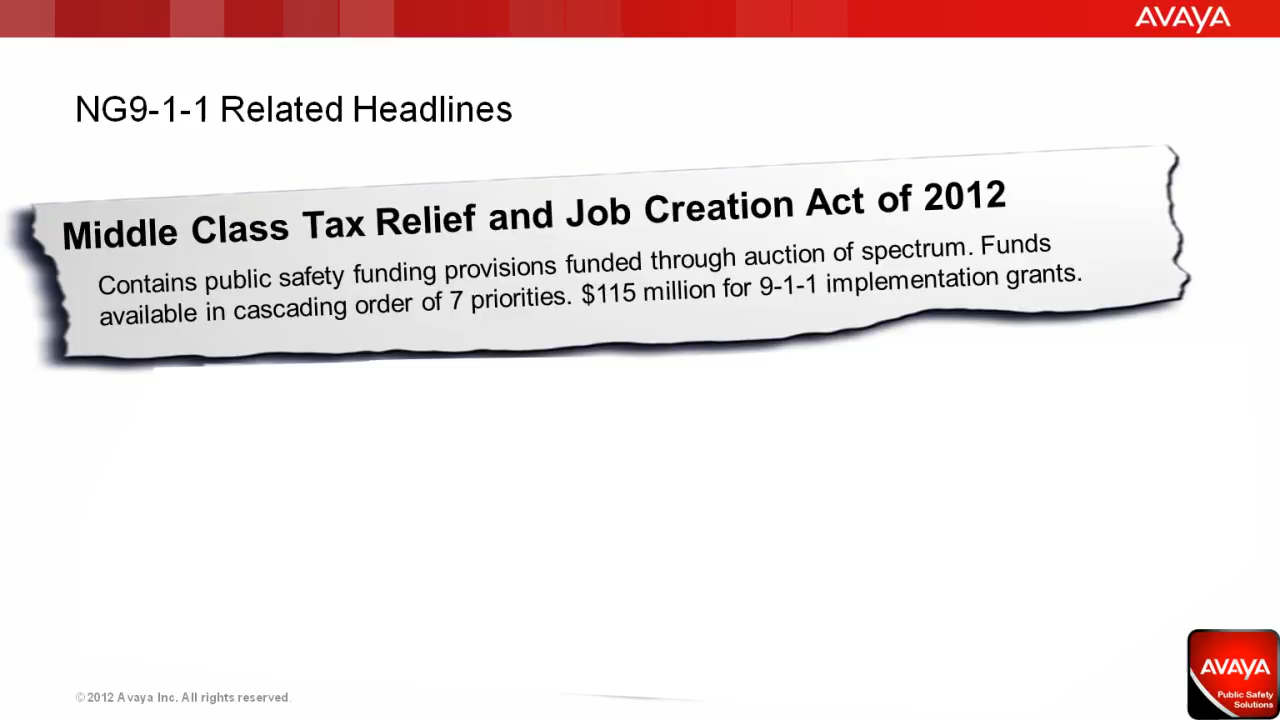 AVAYA
NG9-1-1 Related Headlines
Middle Class Tax Relief and Job Creation Act of 2012
Contains public safety funding provisions funded through auction of spectrum. Funds
available in cascading order of 7 priorities. $115 million for 9-1-1 implementation grants.
AVAYA
Public Safety
Solutions
©2012 Avaya Inc. All rights reserved.